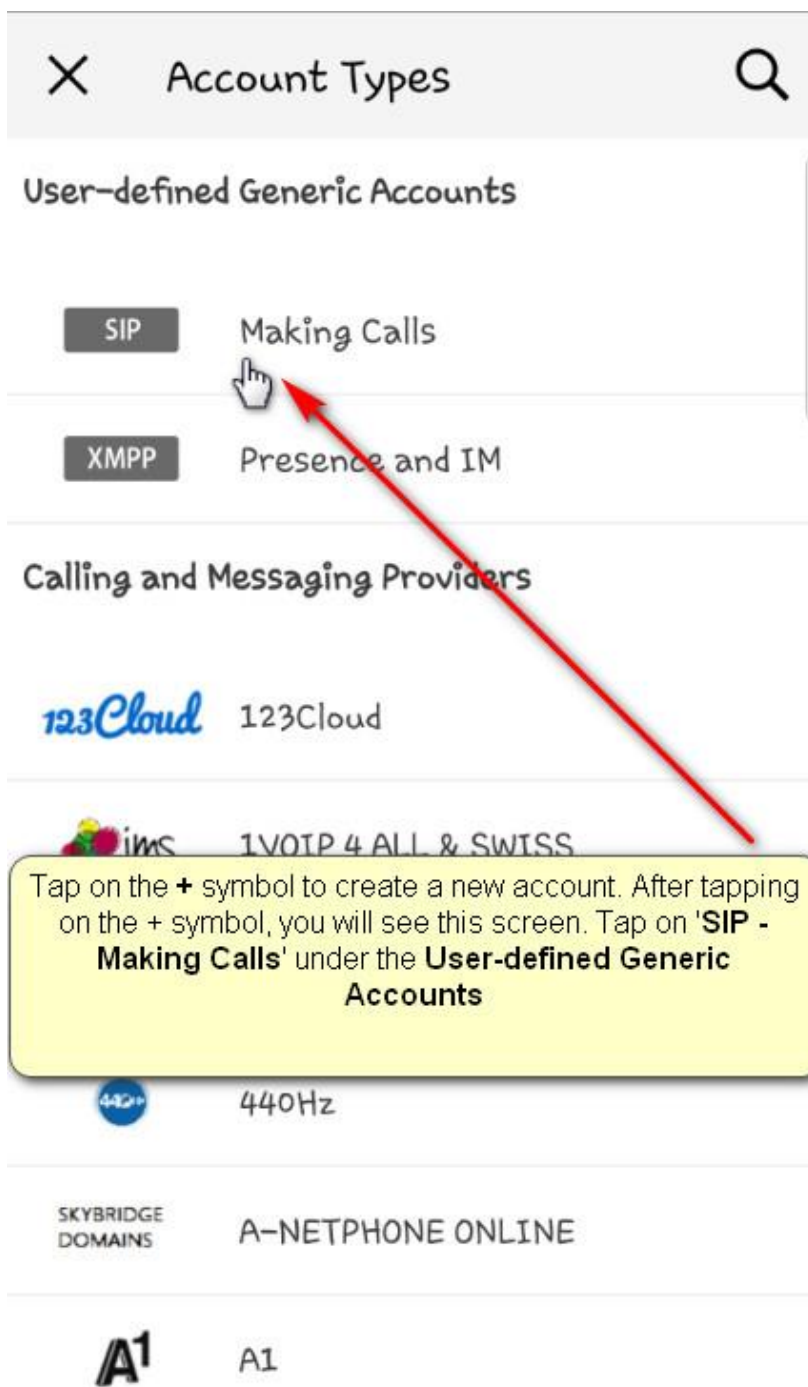 Account Types
User-defined Generic Accounts
SIP Making Calls
XMPP Presence and IM
Calling and Messaging Providers
123Cloud 123Cloud
ims 1VOIP 4 ALL & SWISS
Tap on the + symbol to create a new account. After tapping
on the + symbol, you will see this screen. Tap on 'SIP -
Making Calls' under the User-defined Generic
Accounts
440Hz
SKYBRIDGE
DOMAINS
A-NETPHONE ONLINE
A1 A1